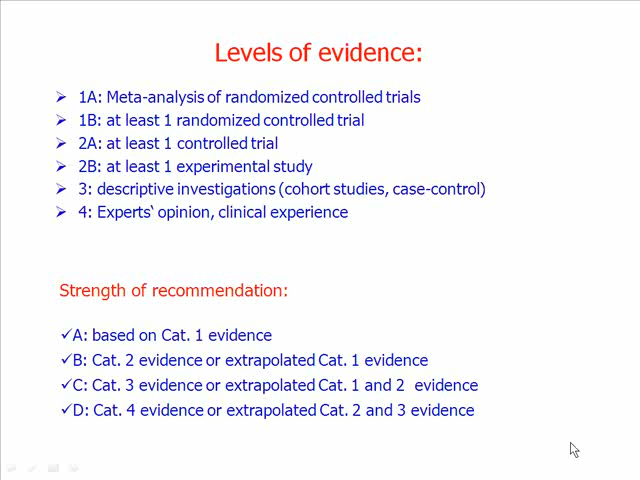 Levels of evidence:
1A: Meta-analysis of randomized controlled trials
1B: at least 1 randomized controlled trial
2A: at least 1 controlled trial
2B: at least 1 experimental study
3: descriptive investigations (cohort studies, case-control)
4: Experts‘ opinion, clinical experience
Strength of recommendation:
A: based on Cat. 1 evidence
B: Cat. 2 evidence or extrapolated Cat. 1 evidence
C: Cat. 3 evidence or extrapolated Cat. 1 and 2 evidence
D: Cat. 4 evidence or extrapolated Cat. 2 and 3 evidence